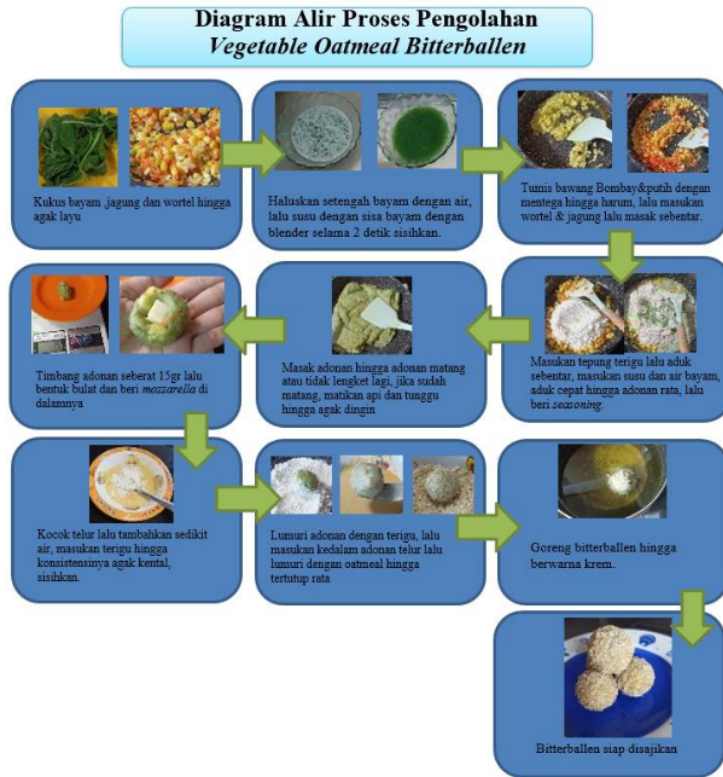 Diagram Alir Proses Pengolahan
Vegetable Oatmeal Bitterballen
Kukus bayam ,jagung dan wortel hingga
agak layu
Haluskan setengah bayam dengan air,
lalu susu dengan sisa bayam dengan
blender selama 2 detik sisihkan.
Tumis bawang Bombay&putih dengan
mentega hingga harum, lalu masukan
wortel & jagung lalu masak sebentar.
Masukan tepung terigu lalu aduk
sebentar, masukan susu dan air bayam,
aduk cepat hingga adonan rata, lalu
beri seasoning.
Masak adonan hingga adonan matang
atau tidak lengket lagi, jika sudah
matang, matikan api dan tunggu
hingga agak dingin
Timbang adonan seberat 15gr lalu
bentuk bulat dan beri mozzarella di
dalamnya
Kocok telur lalu tambahkan sedikit
air, masukan terigu hingga
konsistensinya agak kental,
sisihkan.
Lumuri adonan dengan terigu, lalu
masukan kedalam adonan telur lalu
lumuri dengan oatmeal hingga
tertutup rata
Goreng bitterballen hingga
berwarna krem.
Bitterballen siap disajikan